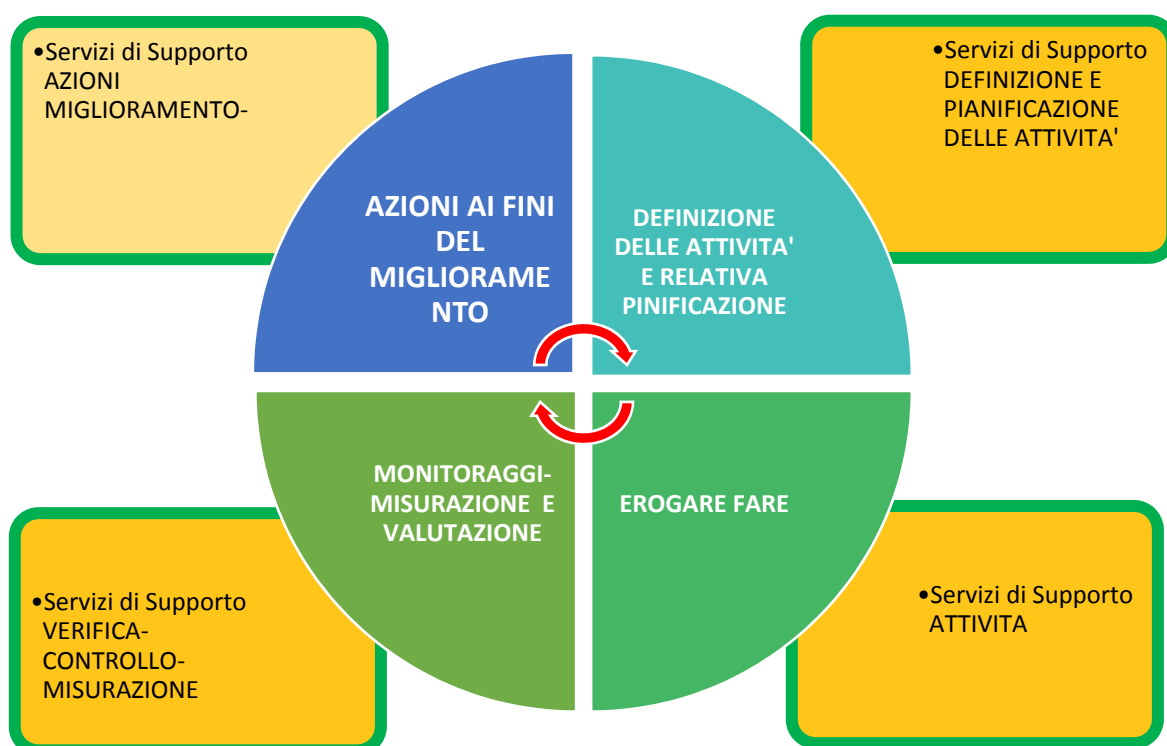 •Servizi di Supporto
AZIONI
MIGLIORAMENTO-
•Servizi di Supporto
DEFINIZIONE E
PIANIFICAZIONE
DELLE ATTIVITA'
AZIONI AI FINI
DEL
MIGLIORAME
NTO
DEFINIZIONE
DELLE ATTIVITA'
E RELATIVA
PINIFICAZIONE
MONITORAGGI-
MISURAZIONE E
VALUTAZIONE
EROGARE FARE
•Servizi di Supporto
VERIFICA-
CONTROLLO-
MISURAZIONE
•Servizi di Supporto
ATTIVITA